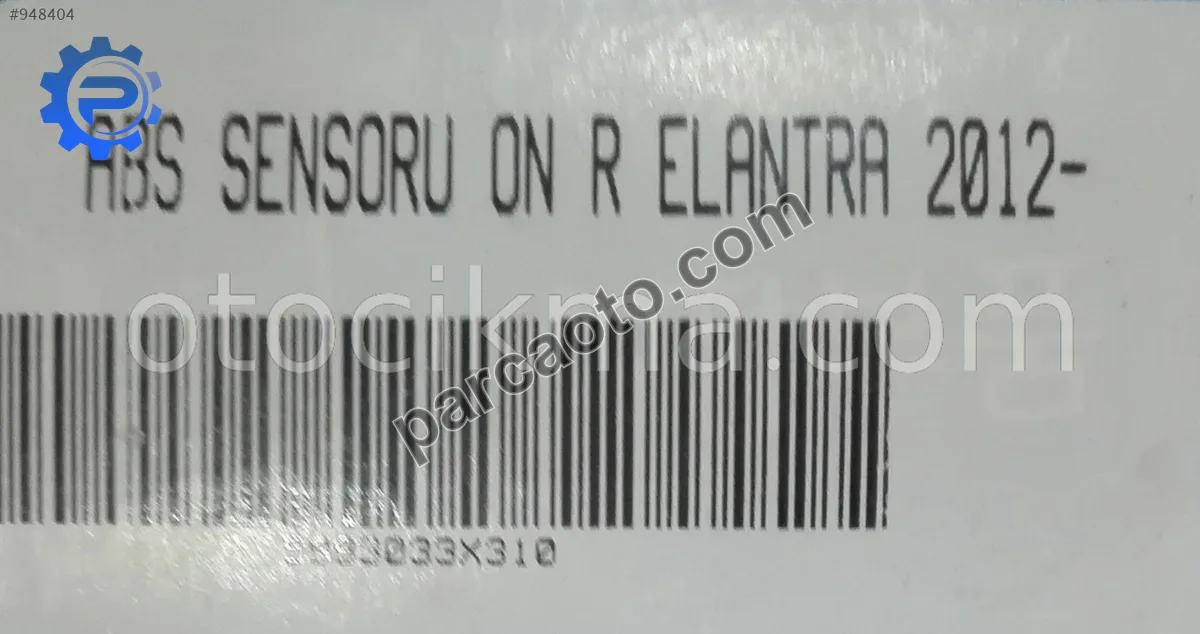 #948404
ABS SENSORU ON R ELANTRA 2012-
otocikma.com
parcaoto.com